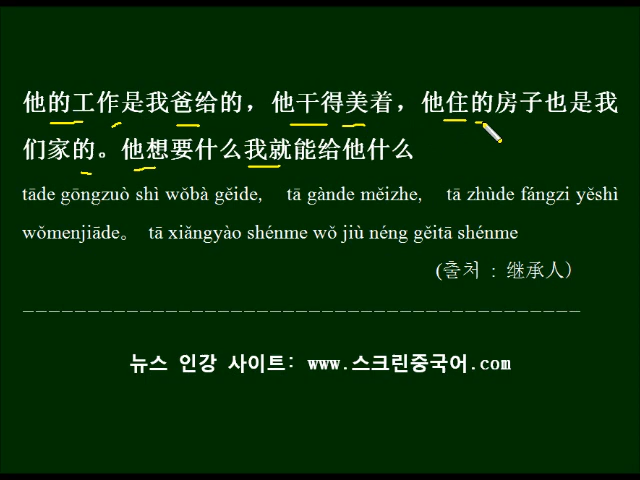 他的工作是我爸给的，他干得美着，他住的房子也是我
们家的。他想要什么我就能给他什么
tāde gōngzuò shì wǒbà gěide, tā gànde měizhe, tā zhùde fángzi yěshì
wǒmenjiāde。 tā xiǎngyào shénme wǒ jiù néng gěitā shénme
(출처 : 继承人)
뉴스 인강 사이트: www.스크린중국어.com